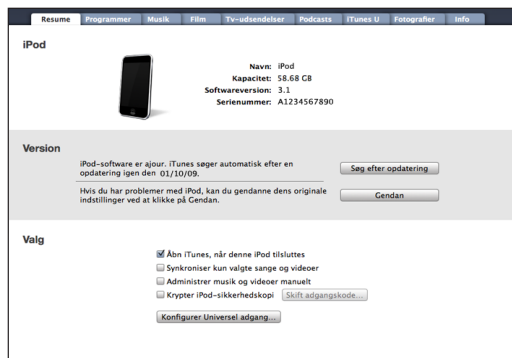 Resume Programmer Musik Film Tv-udsendelser Podcasts iTunes U Fotografier Info
iPod
Navn: iPod
Kapacitet: 58.68 GB
Softwareversion: 3.1
Serienummer: A1234567890
Version
iPod-software er ajour. iTunes søger automatisk efter en
opdatering igen den 01/10/09.
Søg efter opdatering
Hvis du har problemer med iPod, kan du gendanne dens originale
indstillinger ved at klikke på Gendan.
Gendan
Valg
Åbn iTunes, når denne iPod tilsluttes
Synkroniser kun valgte sange og videoer
Administrer musik og videoer manuelt
Krypter iPod-sikkerhedskopi Skift adgangskode...
Konfigurer Universel adgang...